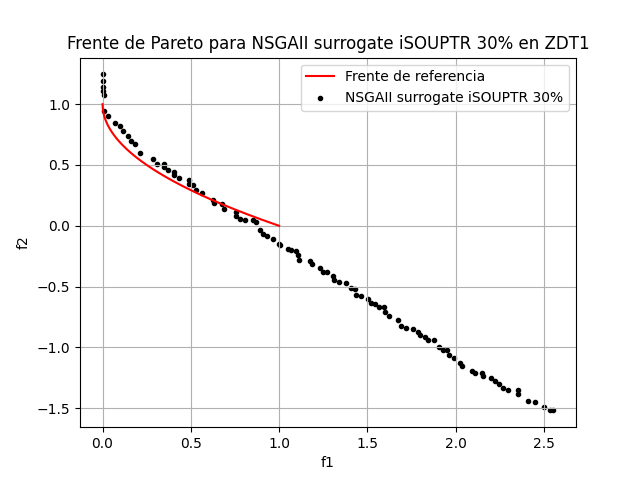 Frente de Pareto para NSGAII surrogate iSOUPTR 30% en ZDT1
Frente de referencia
NSGAII surrogate iSOUPTR 30%
f2
1.0
0.5
0.0
−0.5
−1.0
−1.5
0.0 0.5 1.0 1.5 2.0 2.5
f1